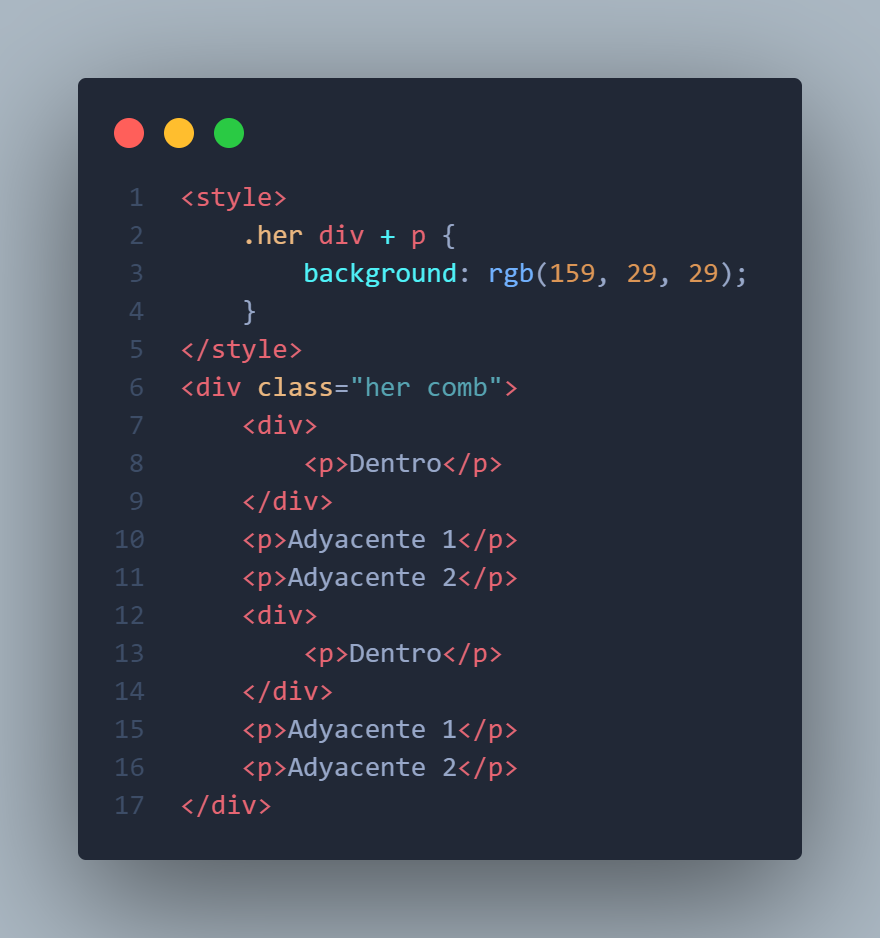 1 <style>
2     .her div + p {
3         background: rgb(159, 29, 29);
4     }
5 </style>
6 <div class="her comb">
7     <div>
8         <p>Dentro</p>
9     </div>
10     <p>Adyacente 1</p>
11     <p>Adyacente 2</p>
12     <div>
13         <p>Dentro</p>
14     </div>
15     <p>Adyacente 1</p>
16     <p>Adyacente 2</p>
17 </div>